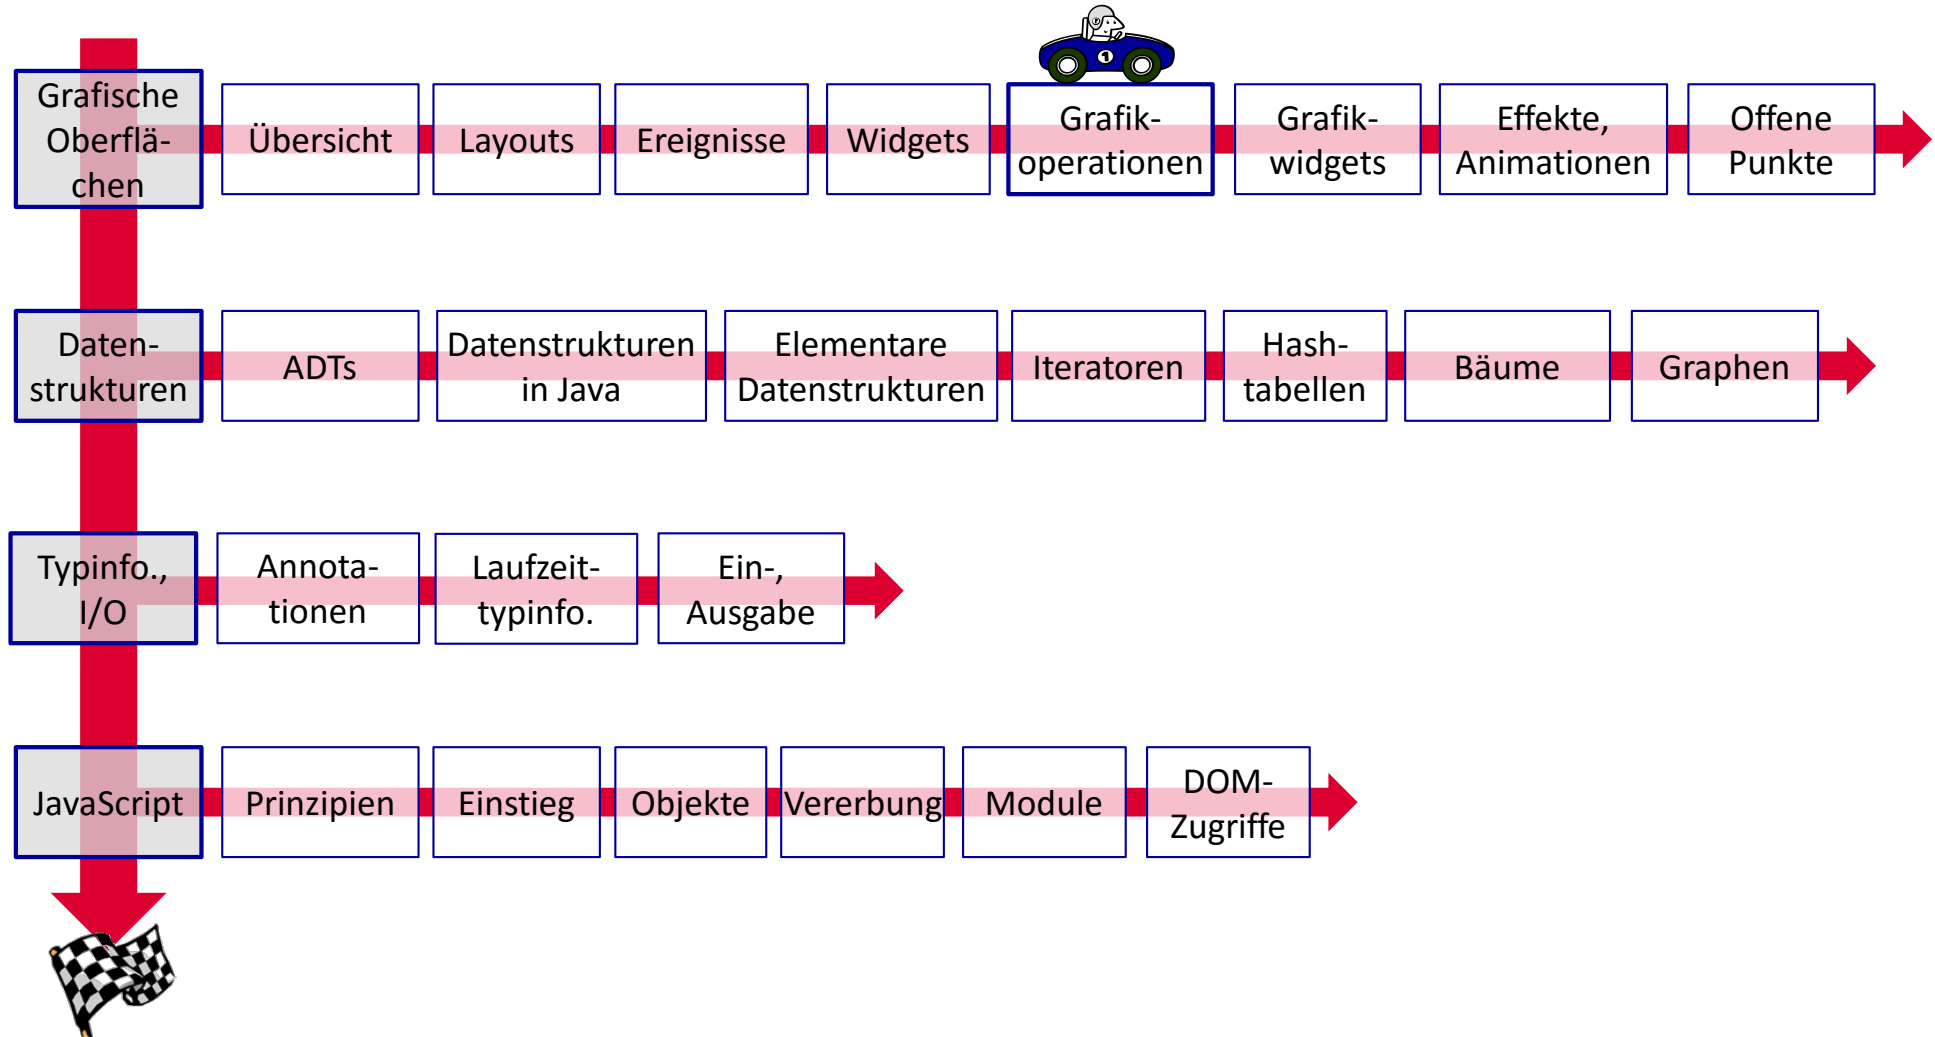 Grafische
Oberflä-
chen
Übersicht
Layouts
Ereignisse
Widgets
1
Grafik-
operationen
Grafik-
widgets
Effekte,
Animationen
Offene
Punkte
Daten-
strukturen
ADTs
Datenstrukturen
in Java
Elementare
Datenstrukturen
Iteratoren
Hash-
tabellen
Bäume
Graphen
Typinfo.,
I/O
Annota-
tionen
Laufzeit-
typinfo.
Ein-,
Ausgabe
JavaScript
Prinzipien
Einstieg
Objekte
Vererbung
Module
DOM-
Zugriffe